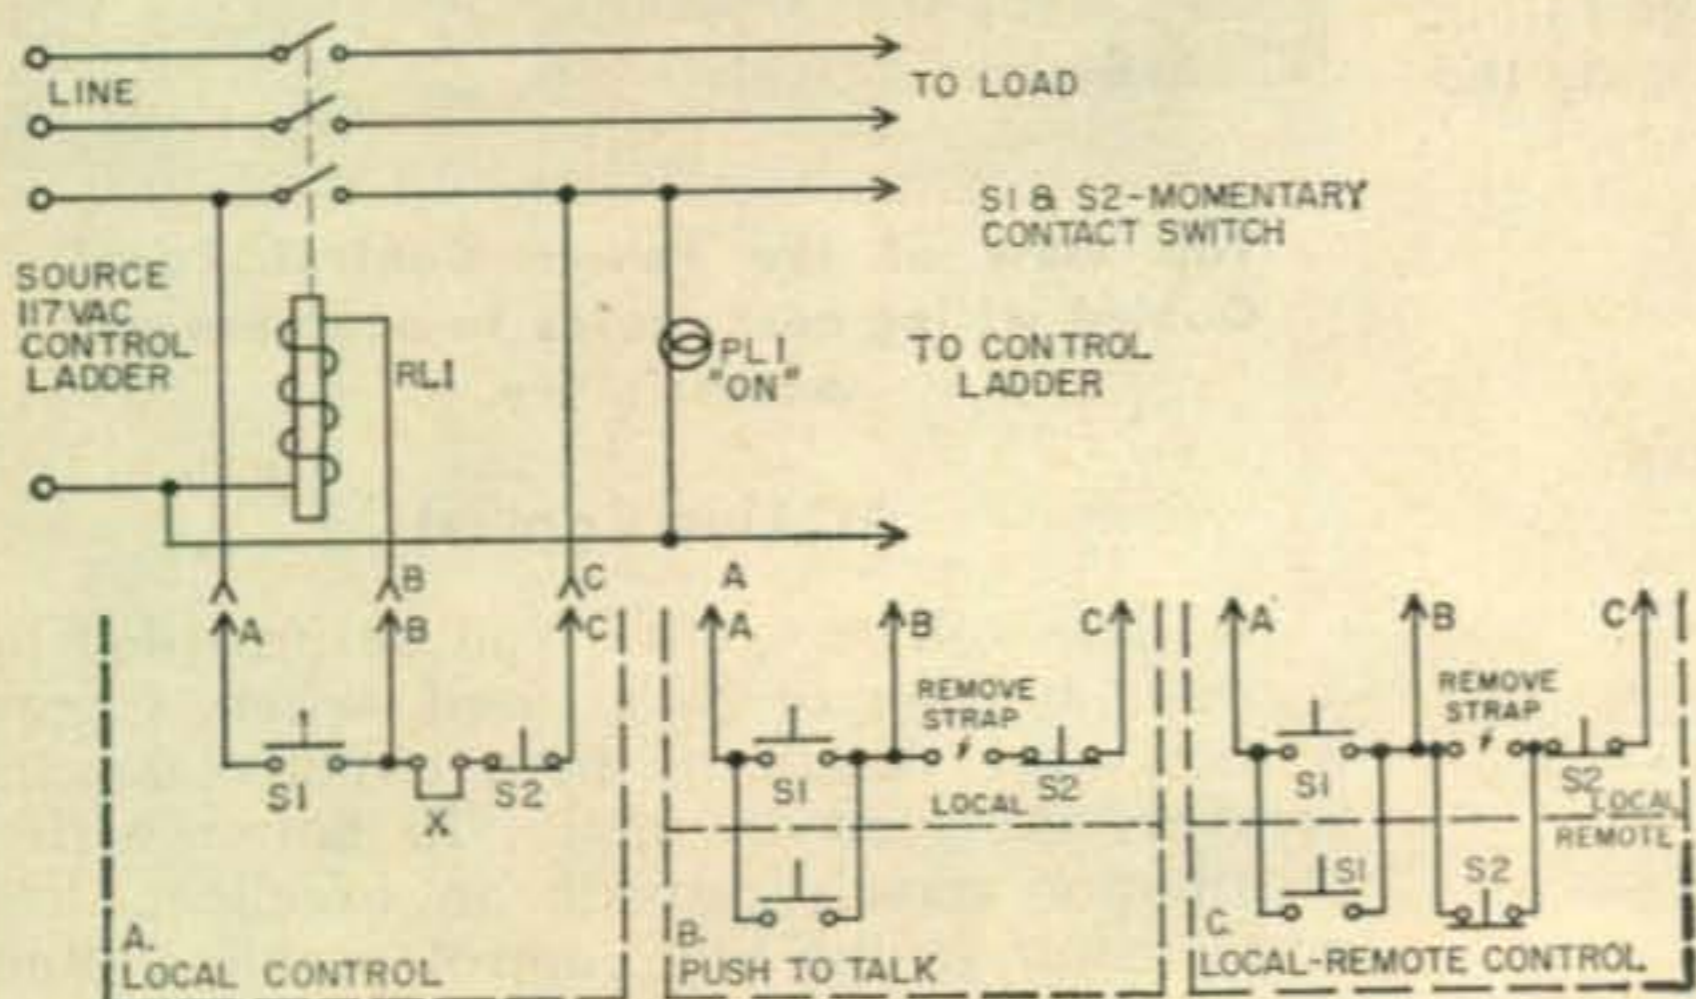 LINE
TO LOAD
S1 & S2-MOMENTARY
CONTACT SWITCH
SOURCE
117 VAC
CONTROL
LADDER
RL1
PL1
"ON"
TO CONTROL
LADDER
B
C
A
A
B
C
S1
X
S2
A.
LOCAL CONTROL
A
B
C
REMOVE
STRAP
S1
S2
LOCAL
B.
PUSH TO TALK
A
B
C
REMOVE
STRAP
S1
S2
LOCAL
REMOTE
S1
S2
C.
LOCAL-REMOTE CONTROL